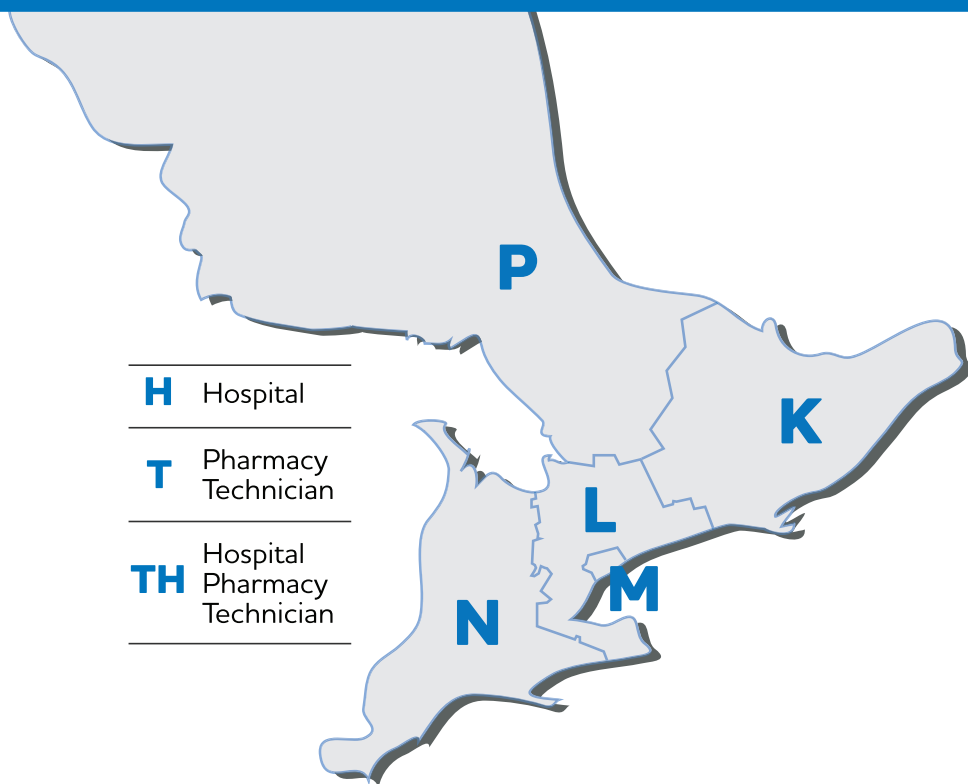 P
K
H Hospital
T Pharmacy
Technician
L
TH Hospital
Pharmacy
Technician
M
N